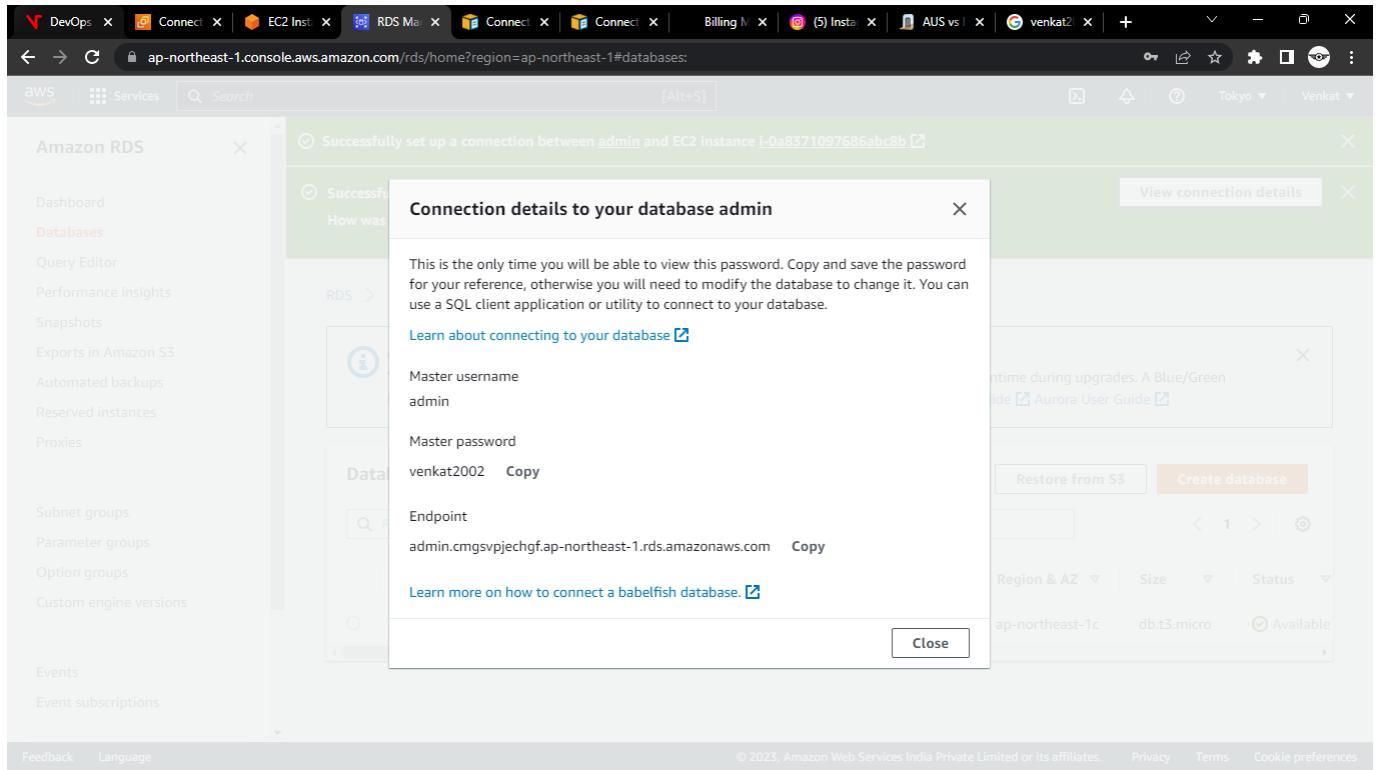 DevOps
Connect
EC2 Inst
RDS Ma
Connect
Connect
Billing M
(5) Insta
AUS vs
venkat2
ap-northeast-1.console.aws.amazon.com/rds/home?region=ap-northeast-1#databases:
aws
Services
Search
[Alt+S]
Tokyo
Venkat
Amazon RDS
Dashboard
Databases
Query Editor
Performance insights
Snapshots
Exports in Amazon S3
Automated backups
Reserved instances
Proxies
Subnet groups
Parameter groups
Option groups
Custom engine versions
Events
Event subscriptions
Successfully set up a connection between admin and EC2 instance i-0a8371097686abc8b
Successfu
View connection details
How was
RDS
ntime during upgrades. A Blue/Green
ide Aurora User Guide
Datab
Restore from S3
Create database
1
Region & AZ
Size
Status
ap-northeast-1c
db.t3.micro
Available
Connection details to your database admin
This is the only time you will be able to view this password. Copy and save the password
for your reference, otherwise you will need to modify the database to change it. You can
use a SQL client application or utility to connect to your database.
Learn about connecting to your database
Master username
admin
Master password
venkat2002 Copy
Endpoint
admin.cmgsvpjechgf.ap-northeast-1.rds.amazonaws.com Copy
Learn more on how to connect a babelfish database.
Close
Feedback
Language
© 2023, Amazon Web Services India Private Limited or its affiliates.
Privacy
Terms
Cookie preferences